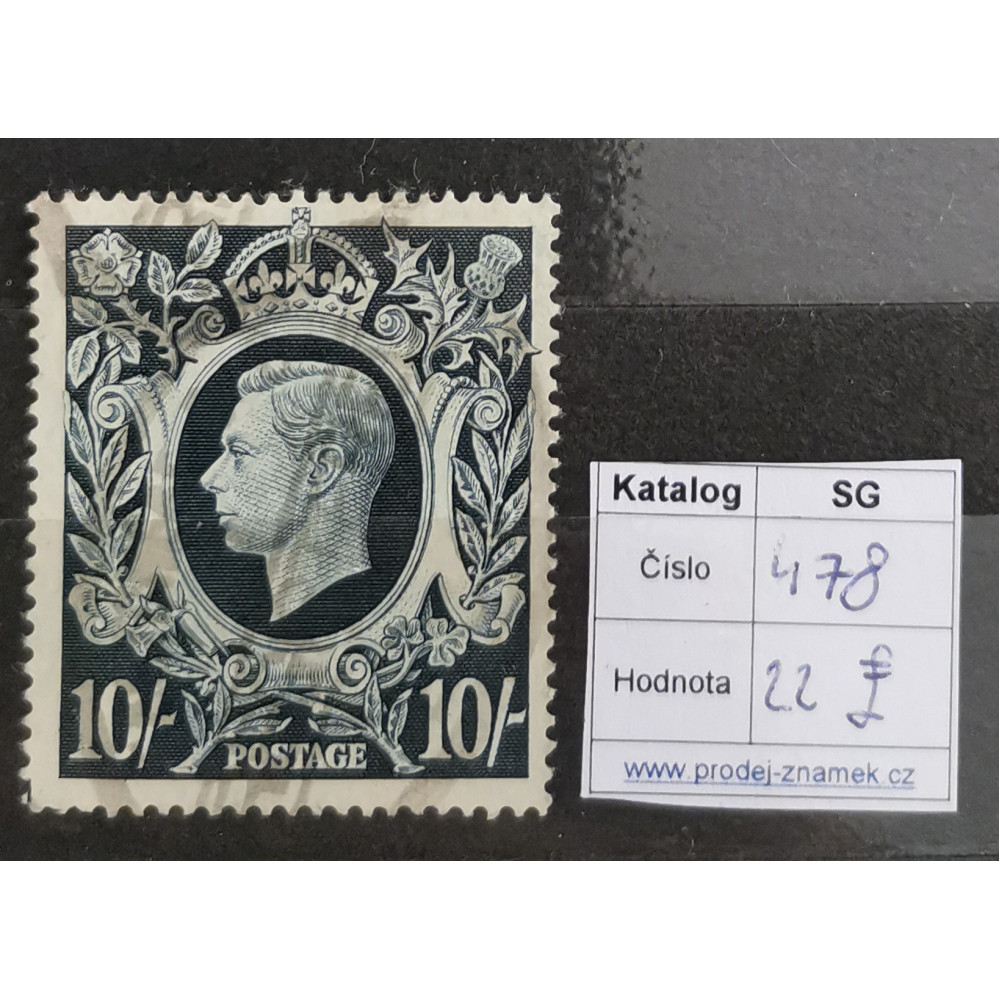 10/- POSTAGE 10/-
Katalog SG
Číslo 478
Hodnota 22 £
www.prodej-znamek.cz